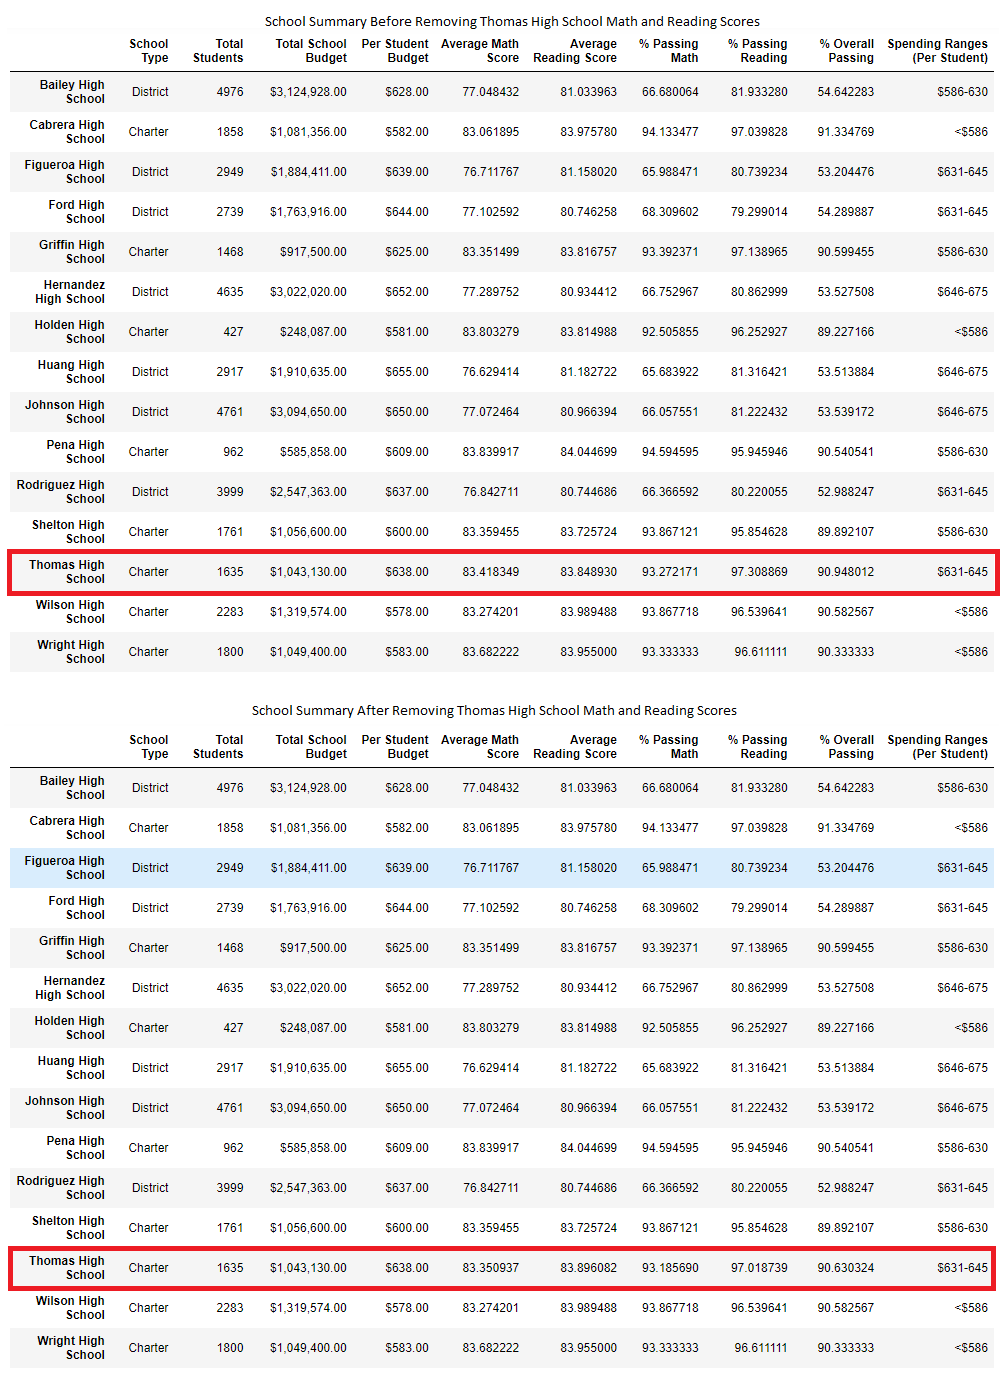 School Summary Before Removing Thomas High School Math and Reading Scores
School Type Total Students Total School Budget Per Student Budget Average Math Score Average Reading Score % Passing Math % Passing Reading % Overall Passing Spending Ranges (Per Student)
Bailey High School District 4976 $3,124,928.00 $628.00 77.048432 81.033963 66.680064 81.933280 54.642283 $586-630
Cabrera High School Charter 1858 $1,081,356.00 $582.00 83.061895 83.975780 94.133477 97.039828 91.334769 <$586
Figueroa High School District 2949 $1,884,411.00 $639.00 76.711767 81.158020 65.988471 80.739234 53.204476 $631-645
Ford High School District 2739 $1,763,916.00 $644.00 77.102592 80.746258 68.309602 79.299014 54.289887 $631-645
Griffin High School Charter 1468 $917,500.00 $625.00 83.351499 83.816757 93.392371 97.138965 90.599455 $586-630
Hernandez High School District 4635 $3,022,020.00 $652.00 77.289752 80.934412 66.752967 80.862999 53.527508 $646-675
Holden High School Charter 427 $248,087.00 $581.00 83.803279 83.814988 92.505855 96.252927 89.227166 <$586
Huang High School District 2917 $1,910,635.00 $655.00 76.629414 81.182722 65.683922 81.316421 53.513884 $646-675
Johnson High School District 4761 $3,094,650.00 $650.00 77.072464 80.966394 66.057551 81.222432 53.539172 $646-675
Pena High School Charter 962 $585,858.00 $609.00 83.839917 84.044699 94.594595 95.945946 90.540541 $586-630
Rodriguez High School District 3999 $2,547,363.00 $637.00 76.842711 80.744686 66.366592 80.220055 52.988247 $631-645
Shelton High School Charter 1761 $1,056,600.00 $600.00 83.359455 83.725724 93.867121 95.854628 89.892107 $586-630
Thomas High School Charter 1635 $1,043,130.00 $638.00 83.418349 83.848930 93.272171 97.308869 90.948012 $631-645
Wilson High School Charter 2283 $1,319,574.00 $578.00 83.274201 83.989488 93.867718 96.539641 90.582567 <$586
Wright High School Charter 1800 $1,049,400.00 $583.00 83.682222 83.955000 93.333333 96.611111 90.333333 <$586
School Summary After Removing Thomas High School Math and Reading Scores
School Type Total Students Total School Budget Per Student Budget Average Math Score Average Reading Score % Passing Math % Passing Reading % Overall Passing Spending Ranges (Per Student)
Bailey High School District 4976 $3,124,928.00 $628.00 77.048432 81.033963 66.680064 81.933280 54.642283 $586-630
Cabrera High School Charter 1858 $1,081,356.00 $582.00 83.061895 83.975780 94.133477 97.039828 91.334769 <$586
Figueroa High School District 2949 $1,884,411.00 $639.00 76.711767 81.158020 65.988471 80.739234 53.204476 $631-645
Ford High School District 2739 $1,763,916.00 $644.00 77.102592 80.746258 68.309602 79.299014 54.289887 $631-645
Griffin High School Charter 1468 $917,500.00 $625.00 83.351499 83.816757 93.392371 97.138965 90.599455 $586-630
Hernandez High School District 4635 $3,022,020.00 $652.00 77.289752 80.934412 66.752967 80.862999 53.527508 $646-675
Holden High School Charter 427 $248,087.00 $581.00 83.803279 83.814988 92.505855 96.252927 89.227166 <$586
Huang High School District 2917 $1,910,635.00 $655.00 76.629414 81.182722 65.683922 81.316421 53.513884 $646-675
Johnson High School District 4761 $3,094,650.00 $650.00 77.072464 80.966394 66.057551 81.222432 53.539172 $646-675
Pena High School Charter 962 $585,858.00 $609.00 83.839917 84.044699 94.594595 95.945946 90.540541 $586-630
Rodriguez High School District 3999 $2,547,363.00 $637.00 76.842711 80.744686 66.366592 80.220055 52.988247 $631-645
Shelton High School Charter 1761 $1,056,600.00 $600.00 83.359455 83.725724 93.867121 95.854628 89.892107 $586-630
Thomas High School Charter 1635 $1,043,130.00 $638.00 83.350937 83.896082 93.185690 97.018739 90.630324 $631-645
Wilson High School Charter 2283 $1,319,574.00 $578.00 83.274201 83.989488 93.867718 96.539641 90.582567 <$586
Wright High School Charter 1800 $1,049,400.00 $583.00 83.682222 83.955000 93.333333 96.611111 90.333333 <$586